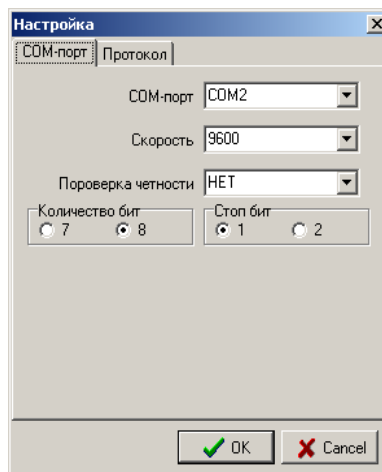 Настройка
COM-порт Протокол
COM-порт COM2
Скорость 9600
Пороверка четности НЕТ
Количество бит Стоп бит
7 8 1 2
OK Cancel